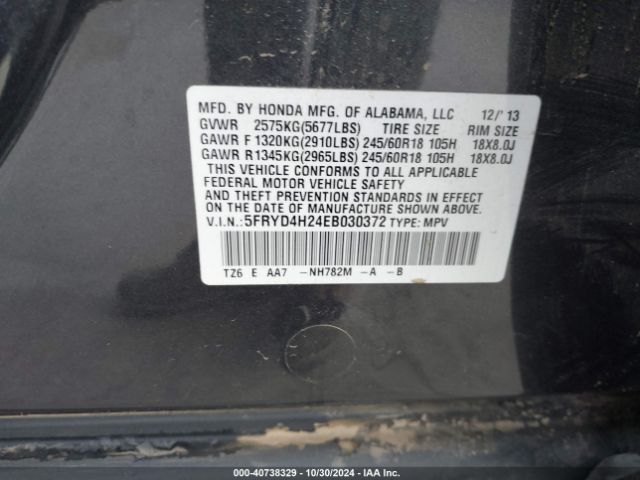 MFD. BY HONDA MFG. OF ALABAMA, LLC 12/'13
GVWR 2575KG(5677LBS) TIRE SIZE RIM SIZE
GAWR F 1320KG(2910LBS) 245/60R18 105H 18X8.0J
GAWR R 1345KG(2965LBS) 245/60R18 105H 18X8.0J
THIS VEHICLE CONFORMS TO ALL APPLICABLE
FEDERAL MOTOR VEHICLE SAFETY
AND THEFT PREVENTION STANDARDS IN EFFECT
ON THE DATE OF MANUFACTURE SHOWN ABOVE.
V.I.N.: 5FRYD4H24EB030372 TYPE: MPV
TZ6 E AA7 -NH782M -A -B
000-40738329 - 10/30/2024 - IAA Inc.